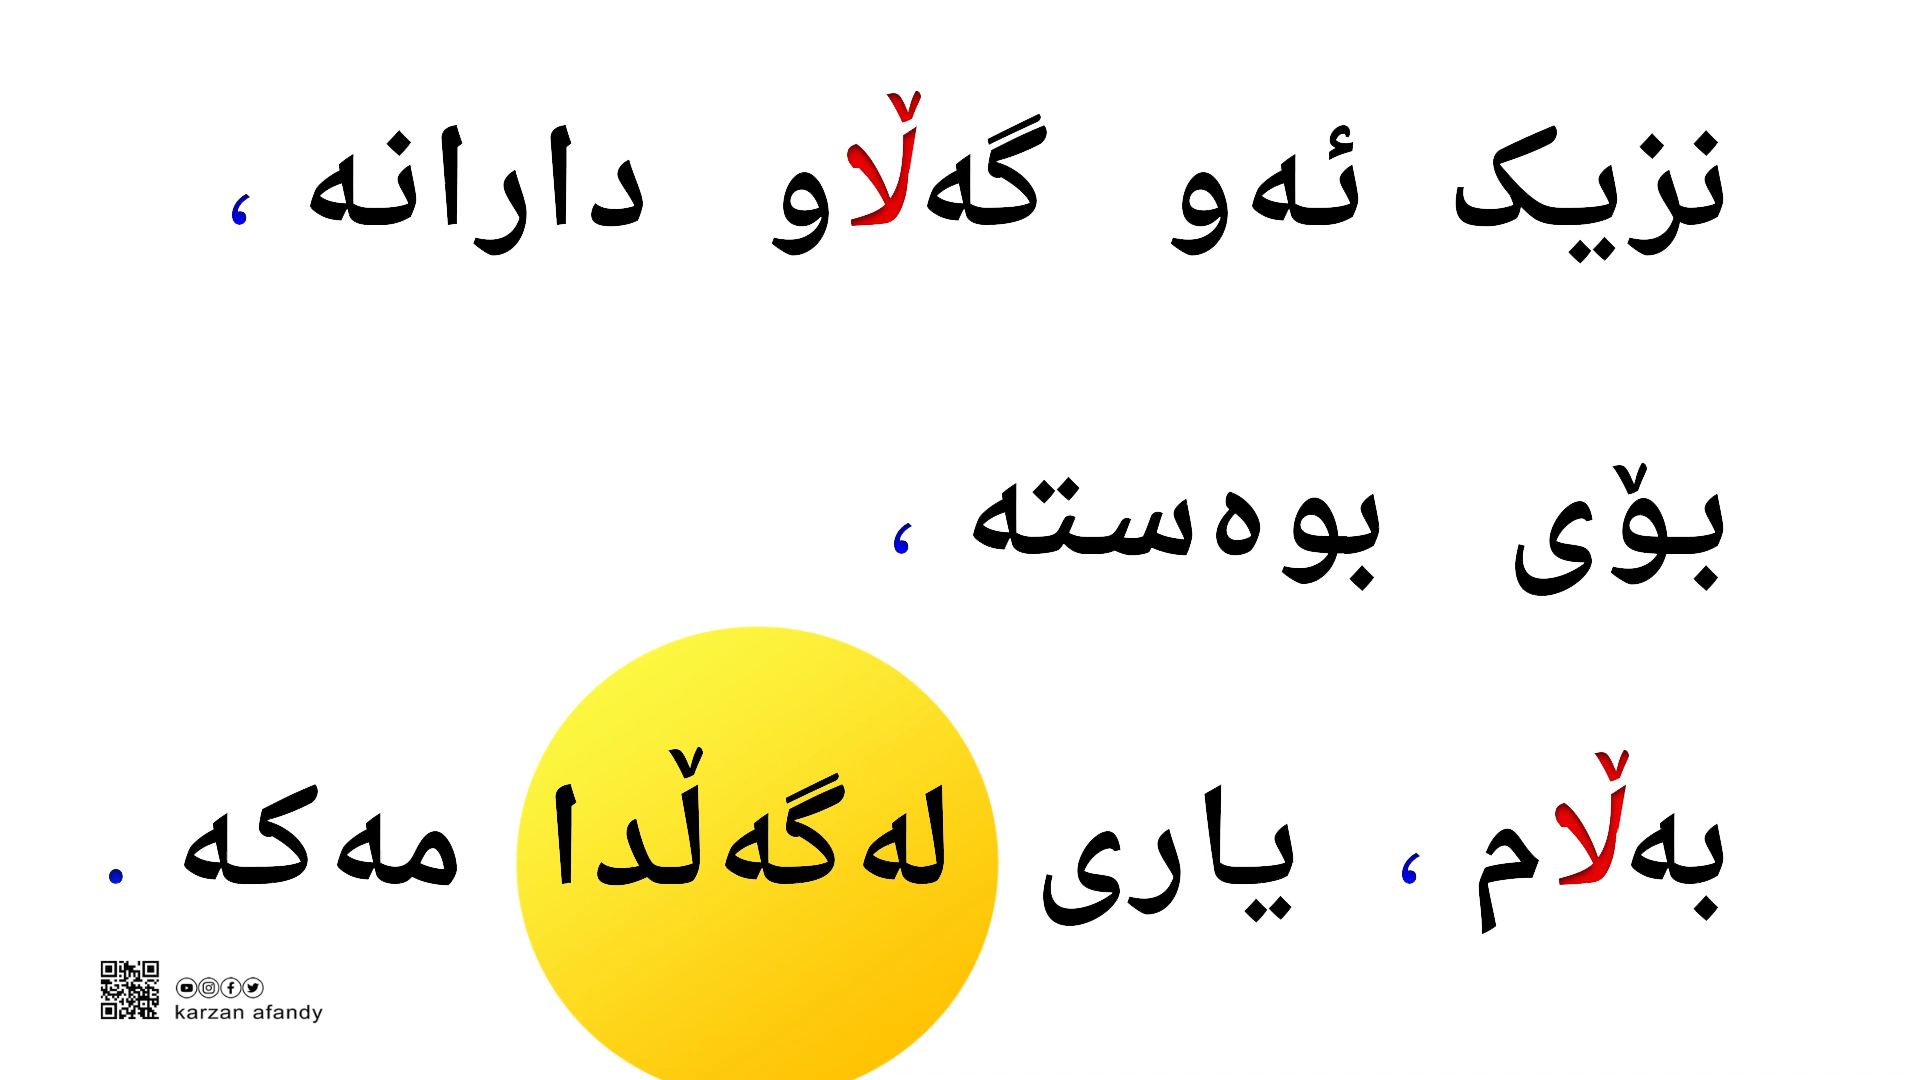 نزیک ئەو گەڵاو دارانە ،
بۆی بوەستە ،
بەڵام ، یاری لەگەڵدا مەکە .
karzan afandy